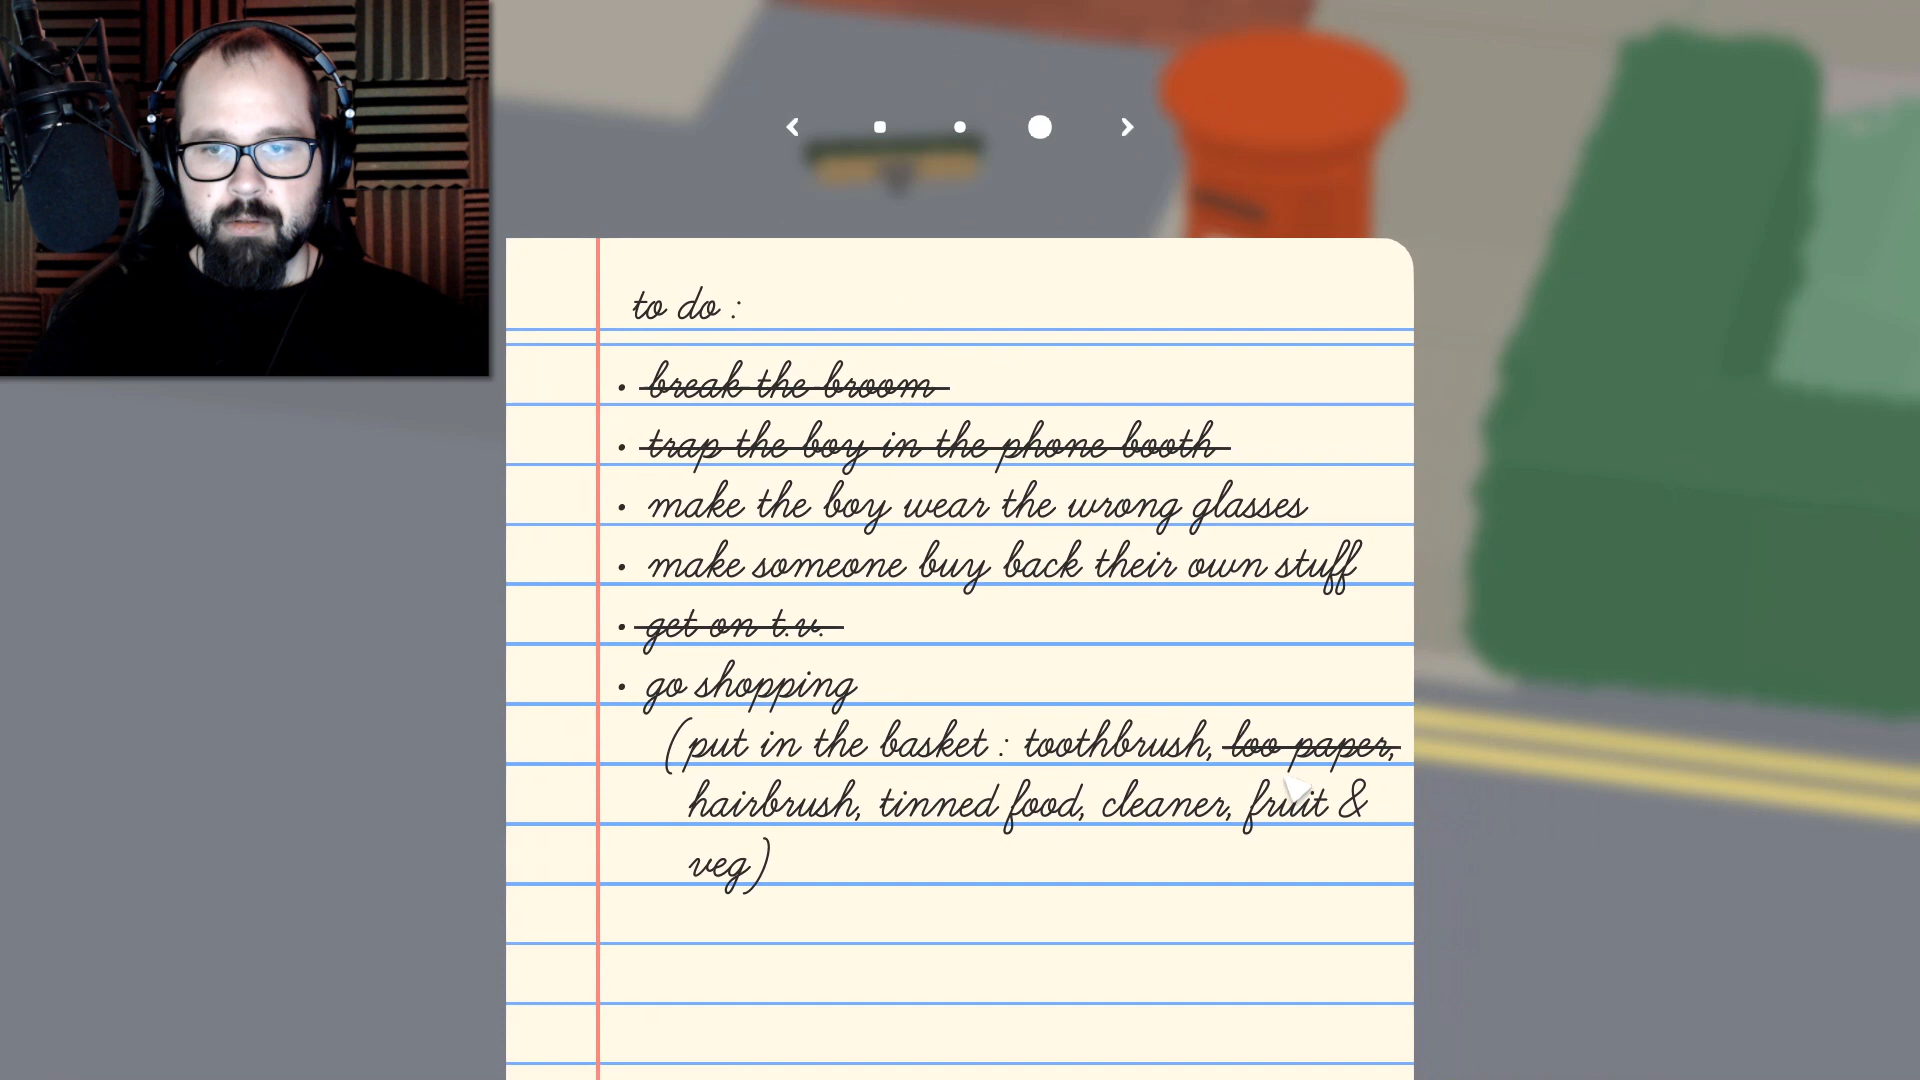 to do :
• break the broom
• trap the boy in the phone booth
• make the boy wear the wrong glasses
• make someone buy back their own stuff
• get on t.v.
• go shopping
(put in the basket : toothbrush, loo paper,
hairbrush, tinned food, cleaner, fruit &
veg)